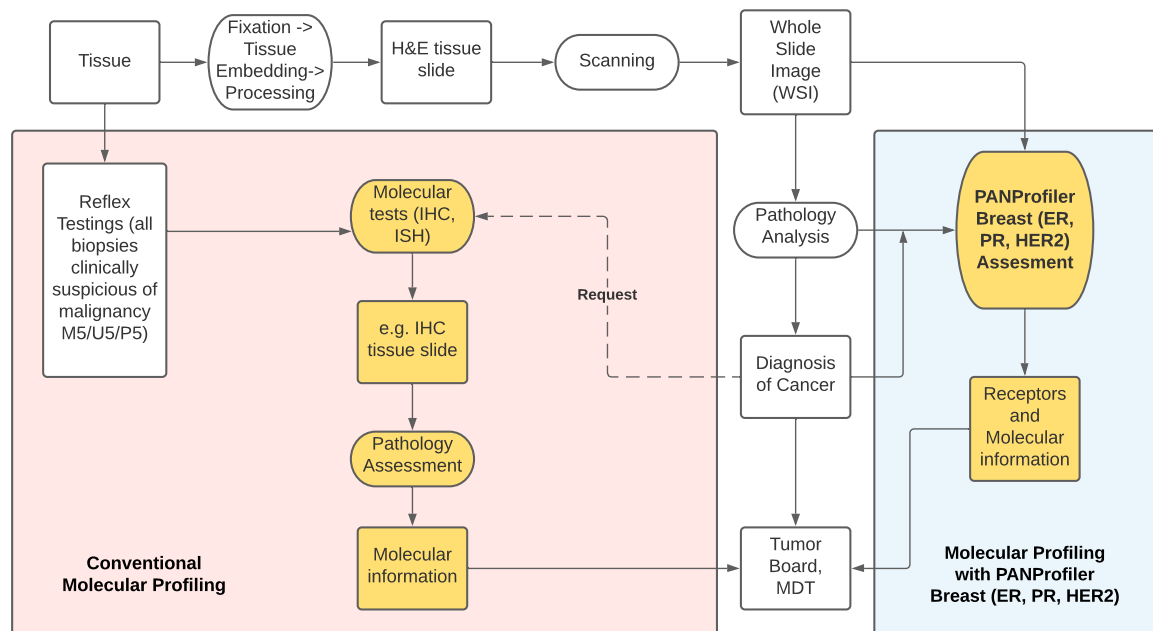 Tissue
Fixation ->
Tissue
Embedding->
Processing
H&E tissue
slide
Scanning
Whole
Slide
Image
(WSI)
Reflex
Testings (all
biopsies
clinically
suspicious of
malignancy
M5/U5/P5)
Molecular
tests (IHC,
ISH)
Request
e.g. IHC
tissue slide
Pathology
Assessment
Molecular
information
Conventional
Molecular Profiling
Pathology
Analysis
Diagnosis
of Cancer
Tumor
Board,
MDT
PANProfiler
Breast (ER,
PR, HER2)
Assesment
Receptors
and
Molecular
information
Molecular Profiling
with PANProfiler
Breast (ER, PR, HER2)